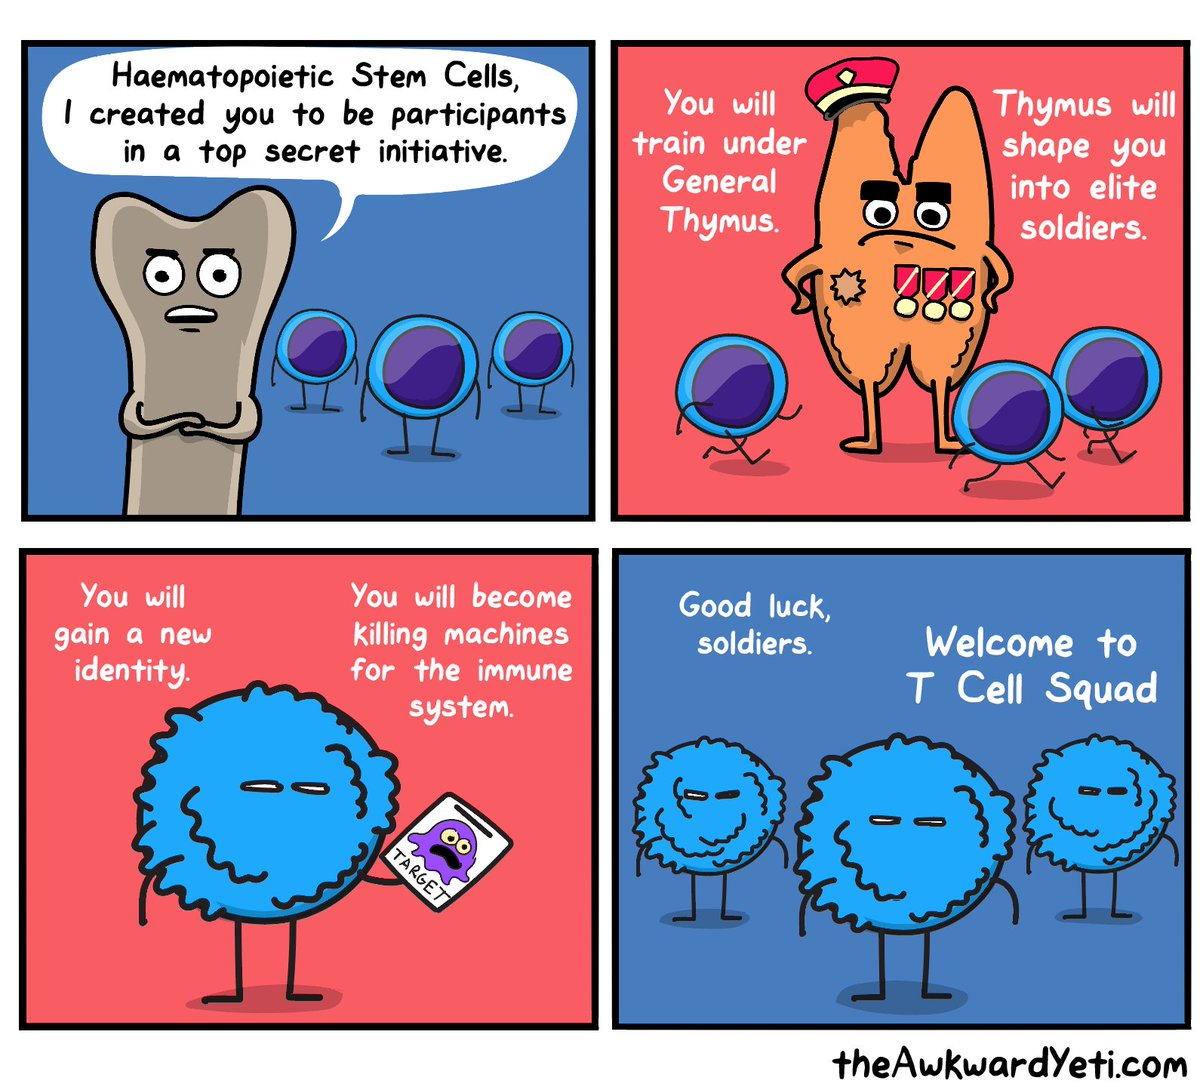 Haematopoietic Stem Cells,
I created you to be participants
in a top secret initiative.
You will
train under
General
Thymus.
Thymus will
shape you
into elite
soldiers.
You will
gain a new
identity.
You will become
killing machines
for the immune
system.
TARGET
Good luck,
soldiers.
Welcome to
T Cell Squad
theAwkwardYeti.com